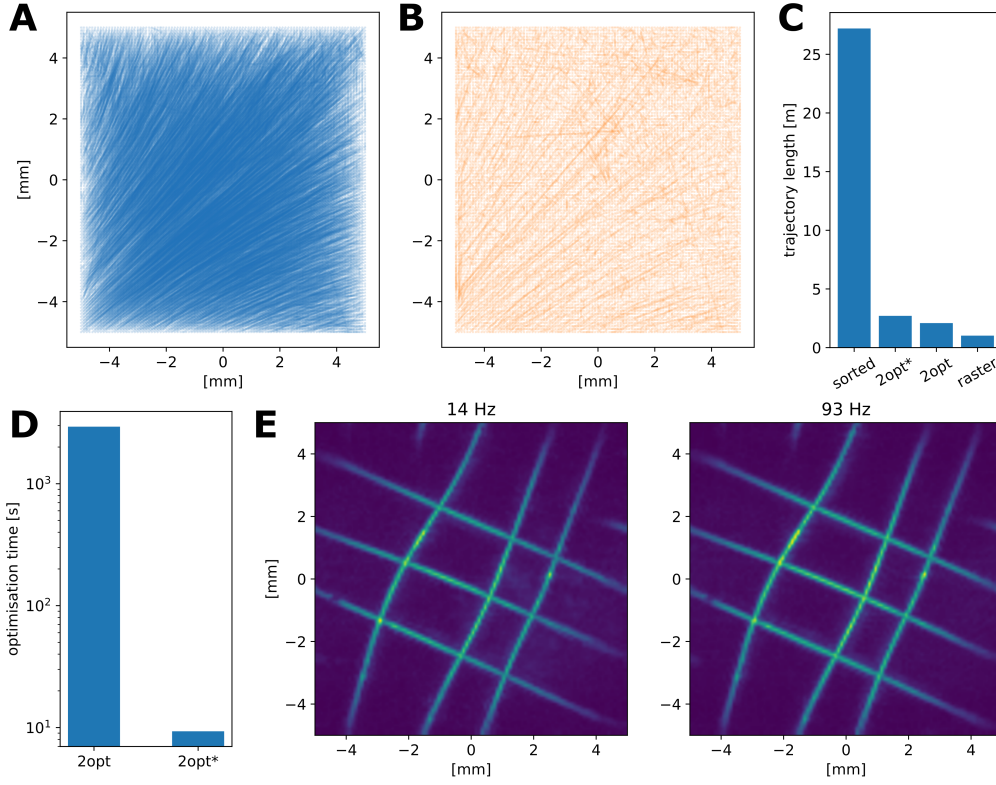 A
B
C
4
2
0
−2
−4
[mm]
−4 −2 0 2 4
[mm]
4
2
0
−2
−4
−4 −2 0 2 4
[mm]
25
20
15
10
5
0
trajectory length [m]
sorted 2opt* 2opt raster
D
E
10³
10²
10¹
optimisation time [s]
2opt 2opt*
14 Hz
4
2
0
−2
−4
[mm]
−4 −2 0 2 4
[mm]
93 Hz
4
2
0
−2
−4
−4 −2 0 2 4
[mm]